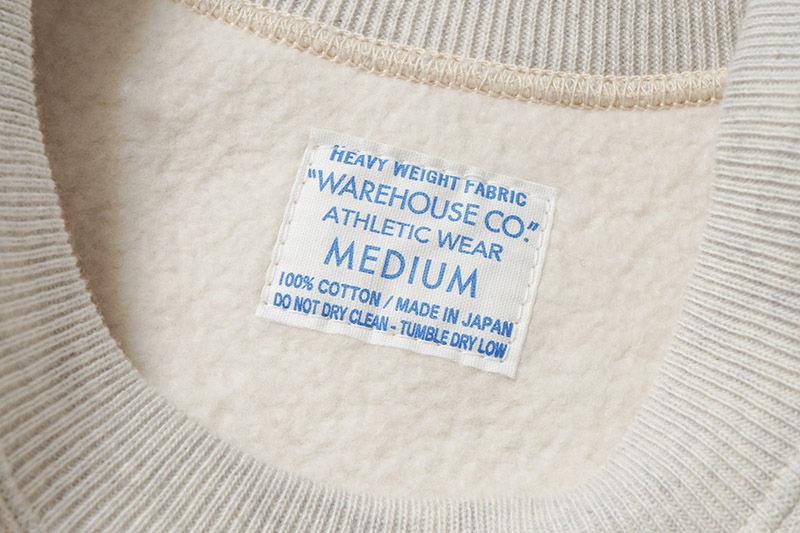 HEAVY WEIGHT FABRIC
"WAREHOUSE CO."
ATHLETIC WEAR
MEDIUM
100% COTTON / MADE IN JAPAN
DO NOT DRY CLEAN - TUMBLE DRY LOW